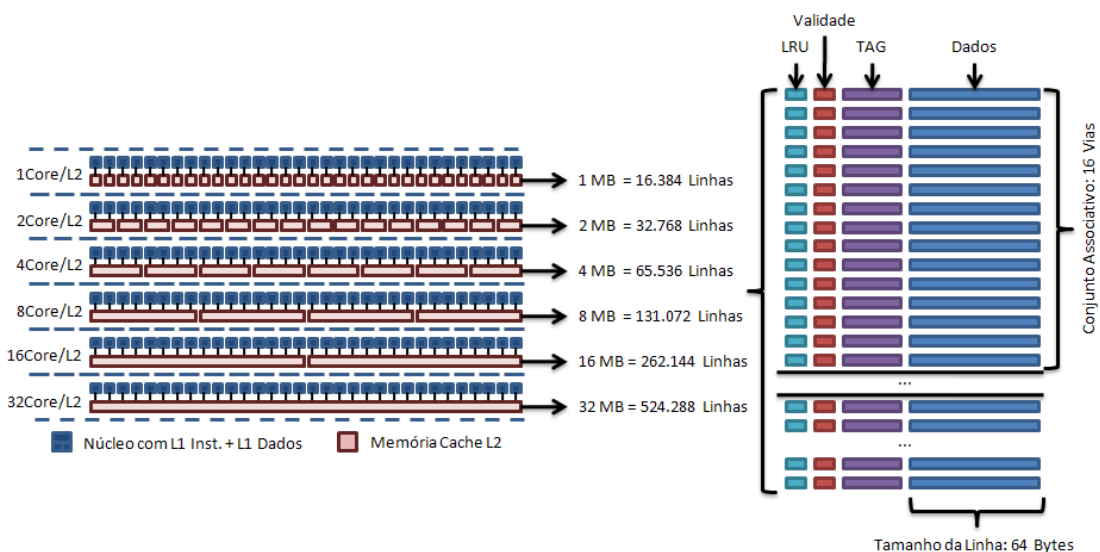 Validade
LRU
TAG
Dados
1Core/L2
1 MB = 16.384 Linhas
2Core/L2
2 MB = 32.768 Linhas
4Core/L2
4 MB = 65.536 Linhas
8Core/L2
8 MB = 131.072 Linhas
16Core/L2
16 MB = 262.144 Linhas
32Core/L2
32 MB = 524.288 Linhas
Núcleo com L1 Inst. + L1 Dados
Memória Cache L2
...
...
Conjunto Associativo: 16 Vias
Tamanho da Linha: 64 Bytes